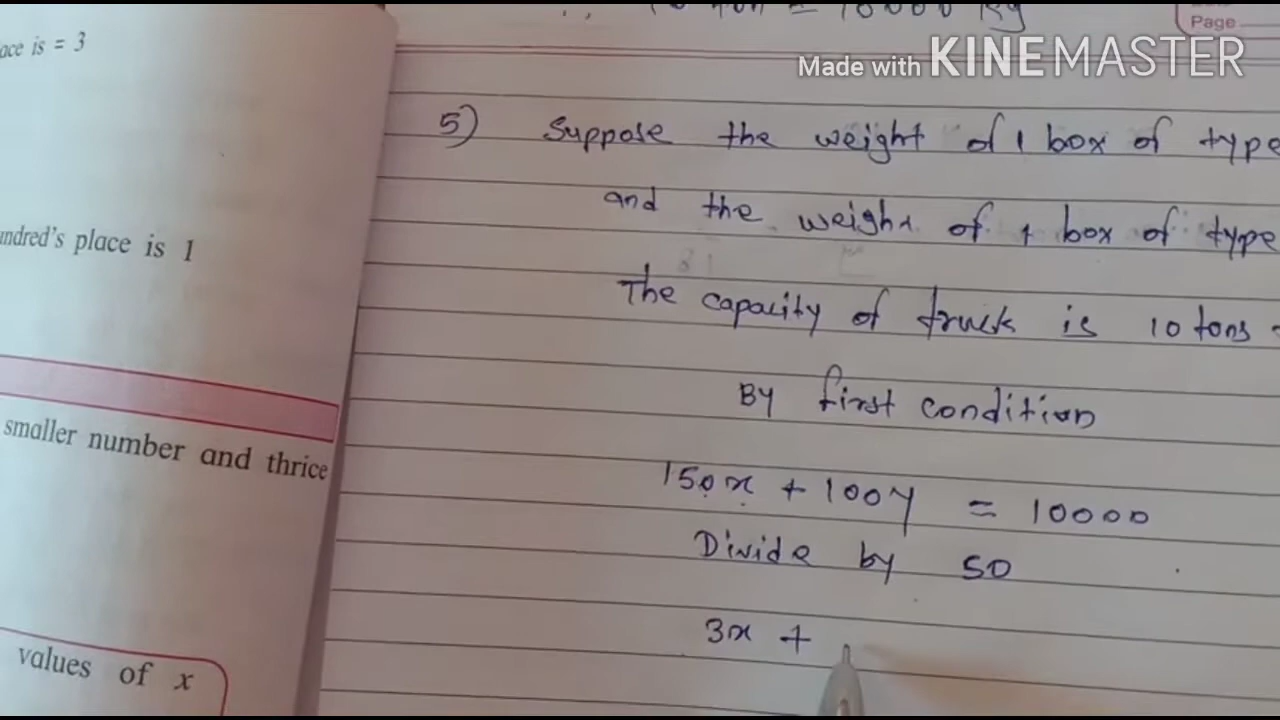 10000 kg
Page
Made with KINEMASTER
ace is = 3
undred's place is 1
smaller number and thrice
values of x
5) Suppose the weight of 1 box of type
and the weight of 1 box of type
The capacity of truck is 10 tons =
By first condition
150x + 100y = 10000
Divide by 50
3x +